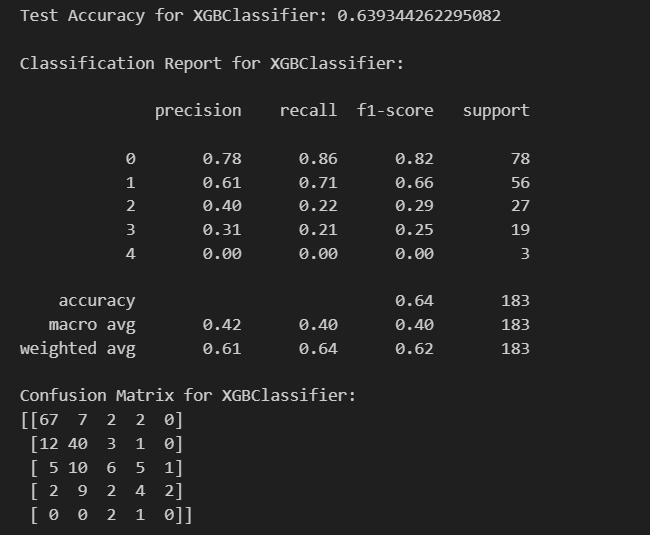 Test Accuracy for XGBClassifier: 0.639344262295082
Classification Report for XGBClassifier:
precision recall f1-score support
0 0.78 0.86 0.82 78
1 0.61 0.71 0.66 56
2 0.40 0.22 0.29 27
3 0.31 0.21 0.25 19
4 0.00 0.00 0.00 3
accuracy 0.64 183
macro avg 0.42 0.40 0.40 183
weighted avg 0.61 0.64 0.62 183
Confusion Matrix for XGBClassifier:
[[67 7 2 2 0]
[12 40 3 1 0]
[ 5 10 6 5 1]
[ 2 9 2 4 2]
[ 0 0 2 1 0]]